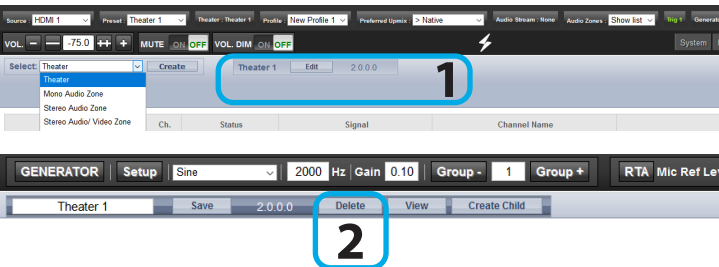 Source : HDMI 1 Preset : Theater 1 Theater : Theater 1 Profile : New Profile 1 Preferred Upmix : > Native Audio Stream : None Audio Zones : Show list Trig 1 Generat
VOL. - — -75.0 ++ + MUTE ON OFF VOL. DIM ON OFF System
Select: Theater Create Theater 1 Edit 2.0.0.0 1
Theater
Mono Audio Zone
Stereo Audio Zone
Stereo Audio/ Video Zone Ch. Status Signal Channel Name
GENERATOR Setup Sine 2000 Hz Gain 0.10 Group - 1 Group + RTA Mic Ref Le
Theater 1 Save 2.0.0.0 Delete View Create Child
2